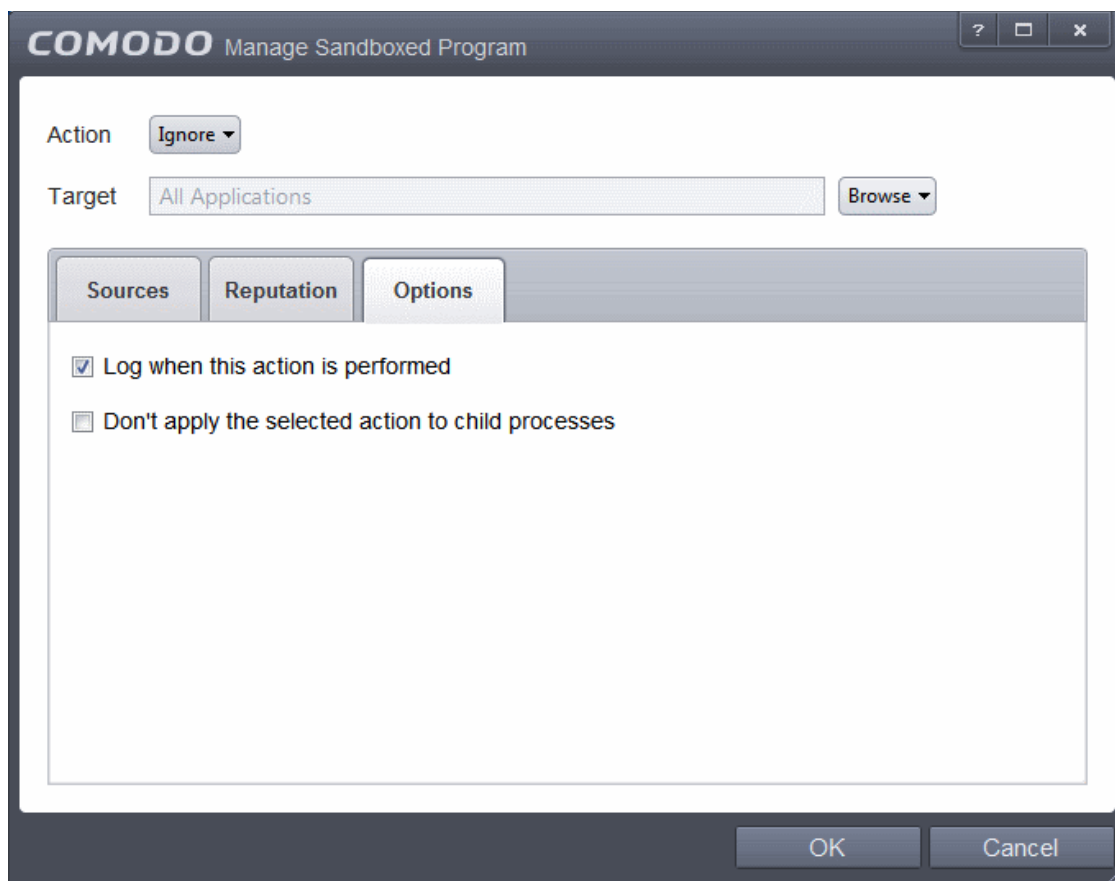 COMODO Manage Sandboxed Program ?
Action Ignore
Target All Applications Browse
Sources Reputation Options
Log when this action is performed
Don't apply the selected action to child processes
OK Cancel